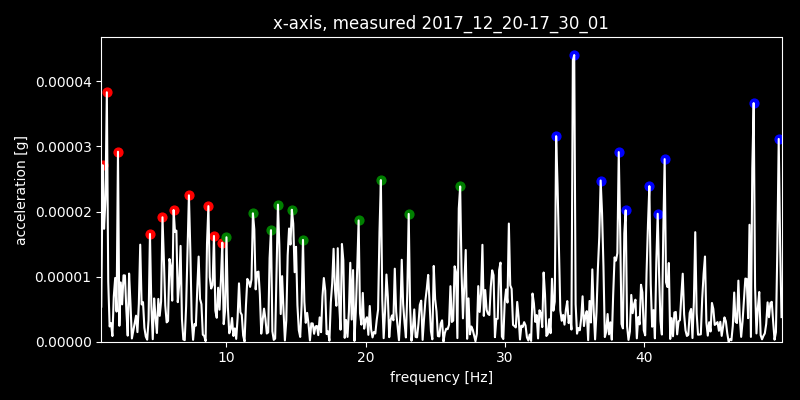 x-axis, measured 2017_12_20-17_30_01
acceleration [g]
0.00004
0.00003
0.00002
0.00001
0.00000
10 20 30 40
frequency [Hz]